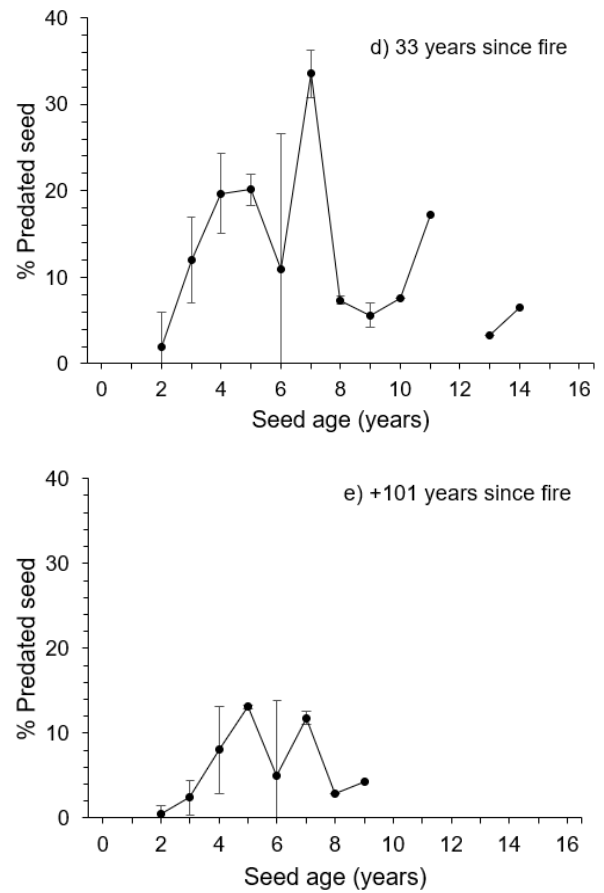 40
d) 33 years since fire
30
% Predated seed
20
10
0
0 2 4 6 8 10 12 14 16
Seed age (years)
40
e) +101 years since fire
30
% Predated seed
20
10
0
0 2 4 6 8 10 12 14 16
Seed age (years)